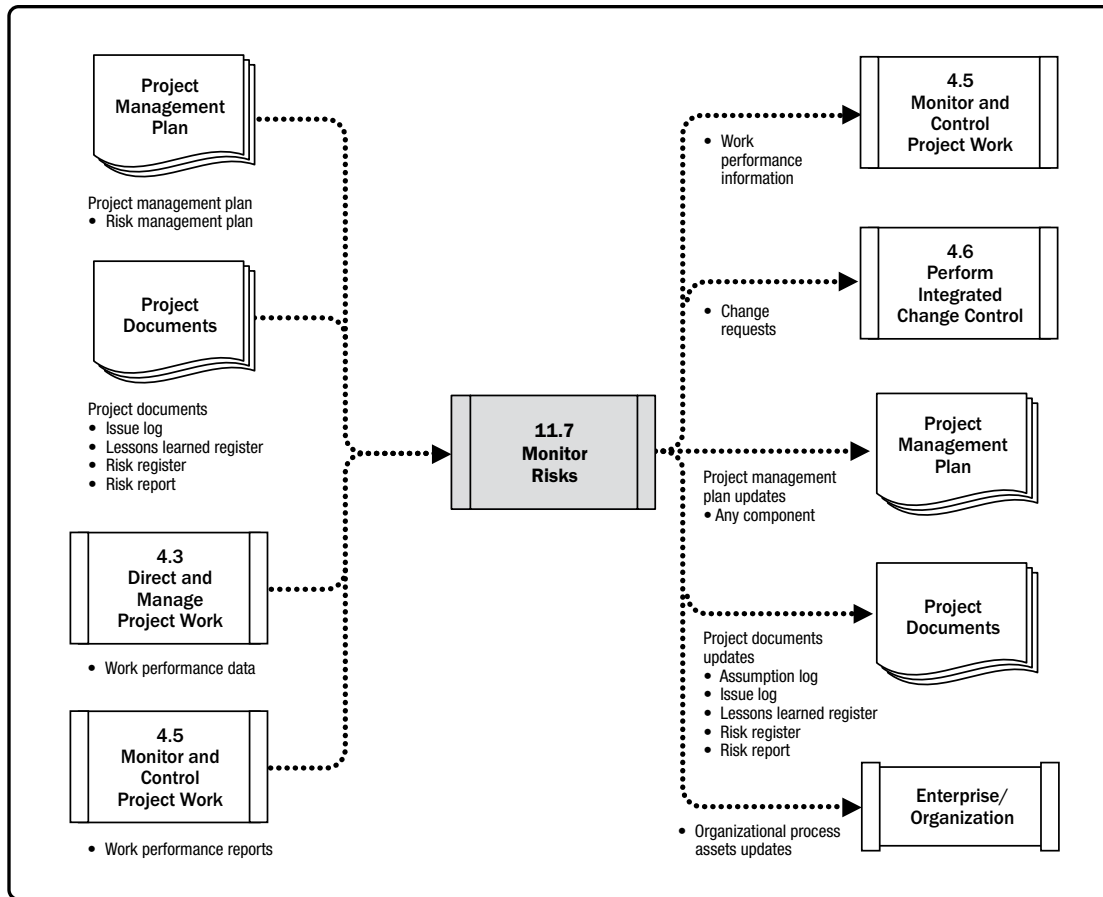 Project
Management
Plan
Project management plan
• Risk management plan
Project
Documents
Project documents
• Issue log
• Lessons learned register
• Risk register
• Risk report
4.3
Direct and
Manage
Project Work
• Work performance data
4.5
Monitor and
Control
Project Work
• Work performance reports
11.7
Monitor
Risks
4.5
Monitor and
Control
Project Work
• Work
performance
information
4.6
Perform
Integrated
Change Control
• Change
requests
Project
Management
Plan
Project management
plan updates
• Any component
Project
Documents
Project documents
updates
• Assumption log
• Issue log
• Lessons learned register
• Risk register
• Risk report
Enterprise/
Organization
• Organizational process
assets updates